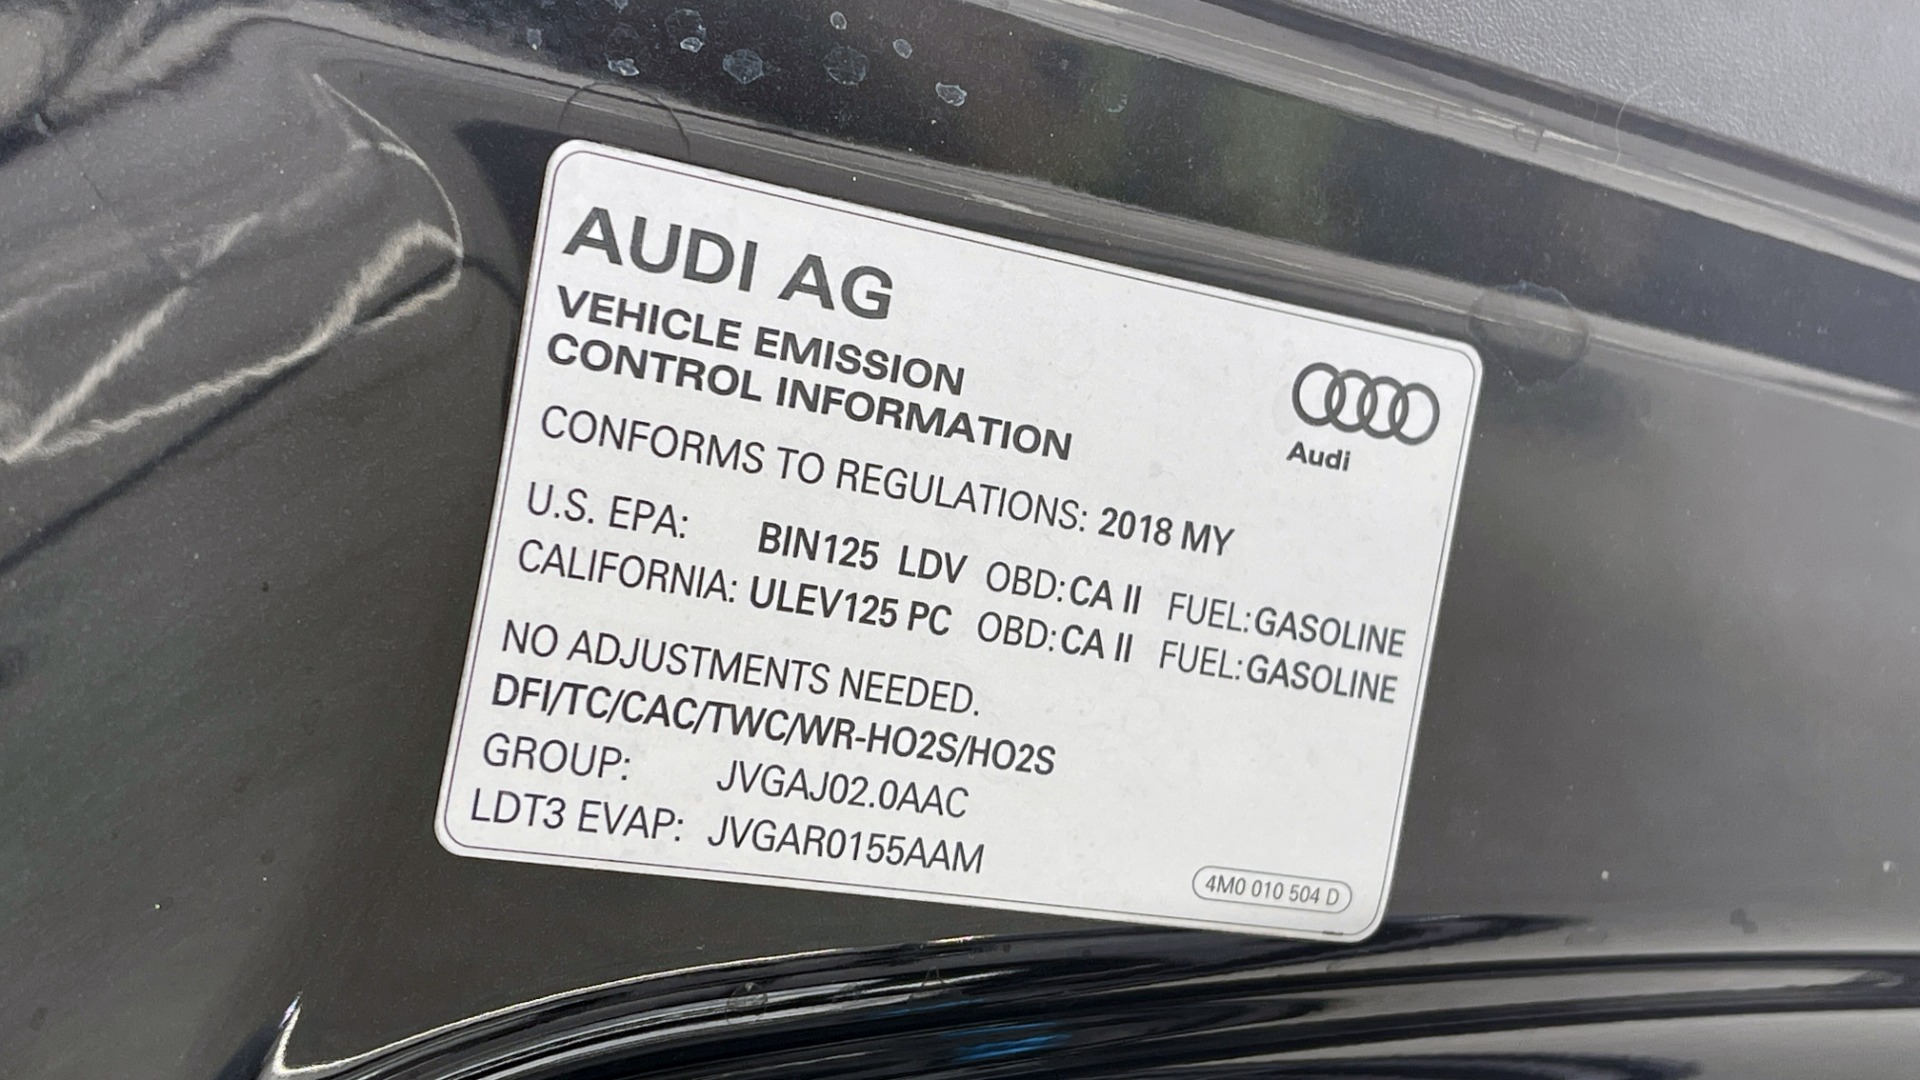 AUDI AG
VEHICLE EMISSION
CONTROL INFORMATION
Audi
CONFORMS TO REGULATIONS: 2018 MY
U.S. EPA: BIN125 LDV OBD:CA II FUEL:GASOLINE
CALIFORNIA: ULEV125 PC OBD:CA II FUEL:GASOLINE
NO ADJUSTMENTS NEEDED.
DFI/TC/CAC/TWC/WR-HO2S/HO2S
GROUP: JVGAJ02.0AAC
LDT3 EVAP: JVGAR0155AAM
4M0 010 504 D